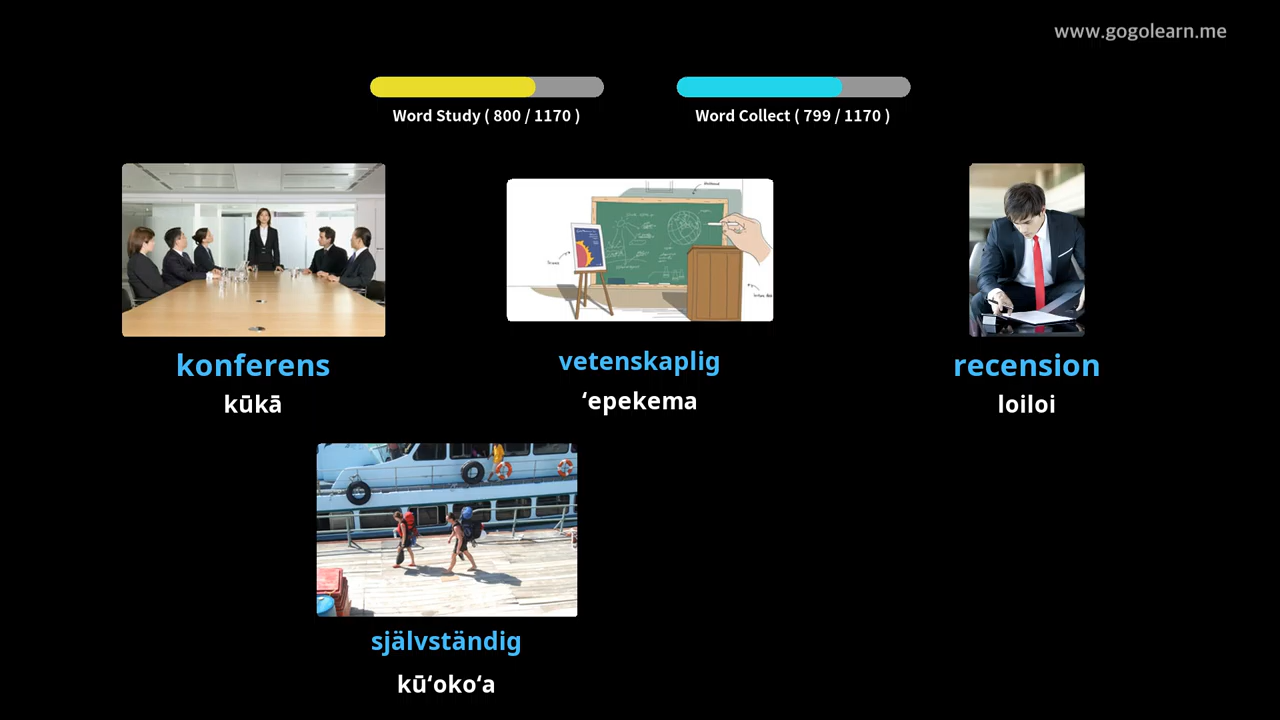 www.gogolearn.me
Word Study ( 800 / 1170 )
Word Collect ( 799 / 1170 )
konferens
kūkā
vetenskaplig
ʻepekema
recension
loiloi
självständig
kūʻokoʻa